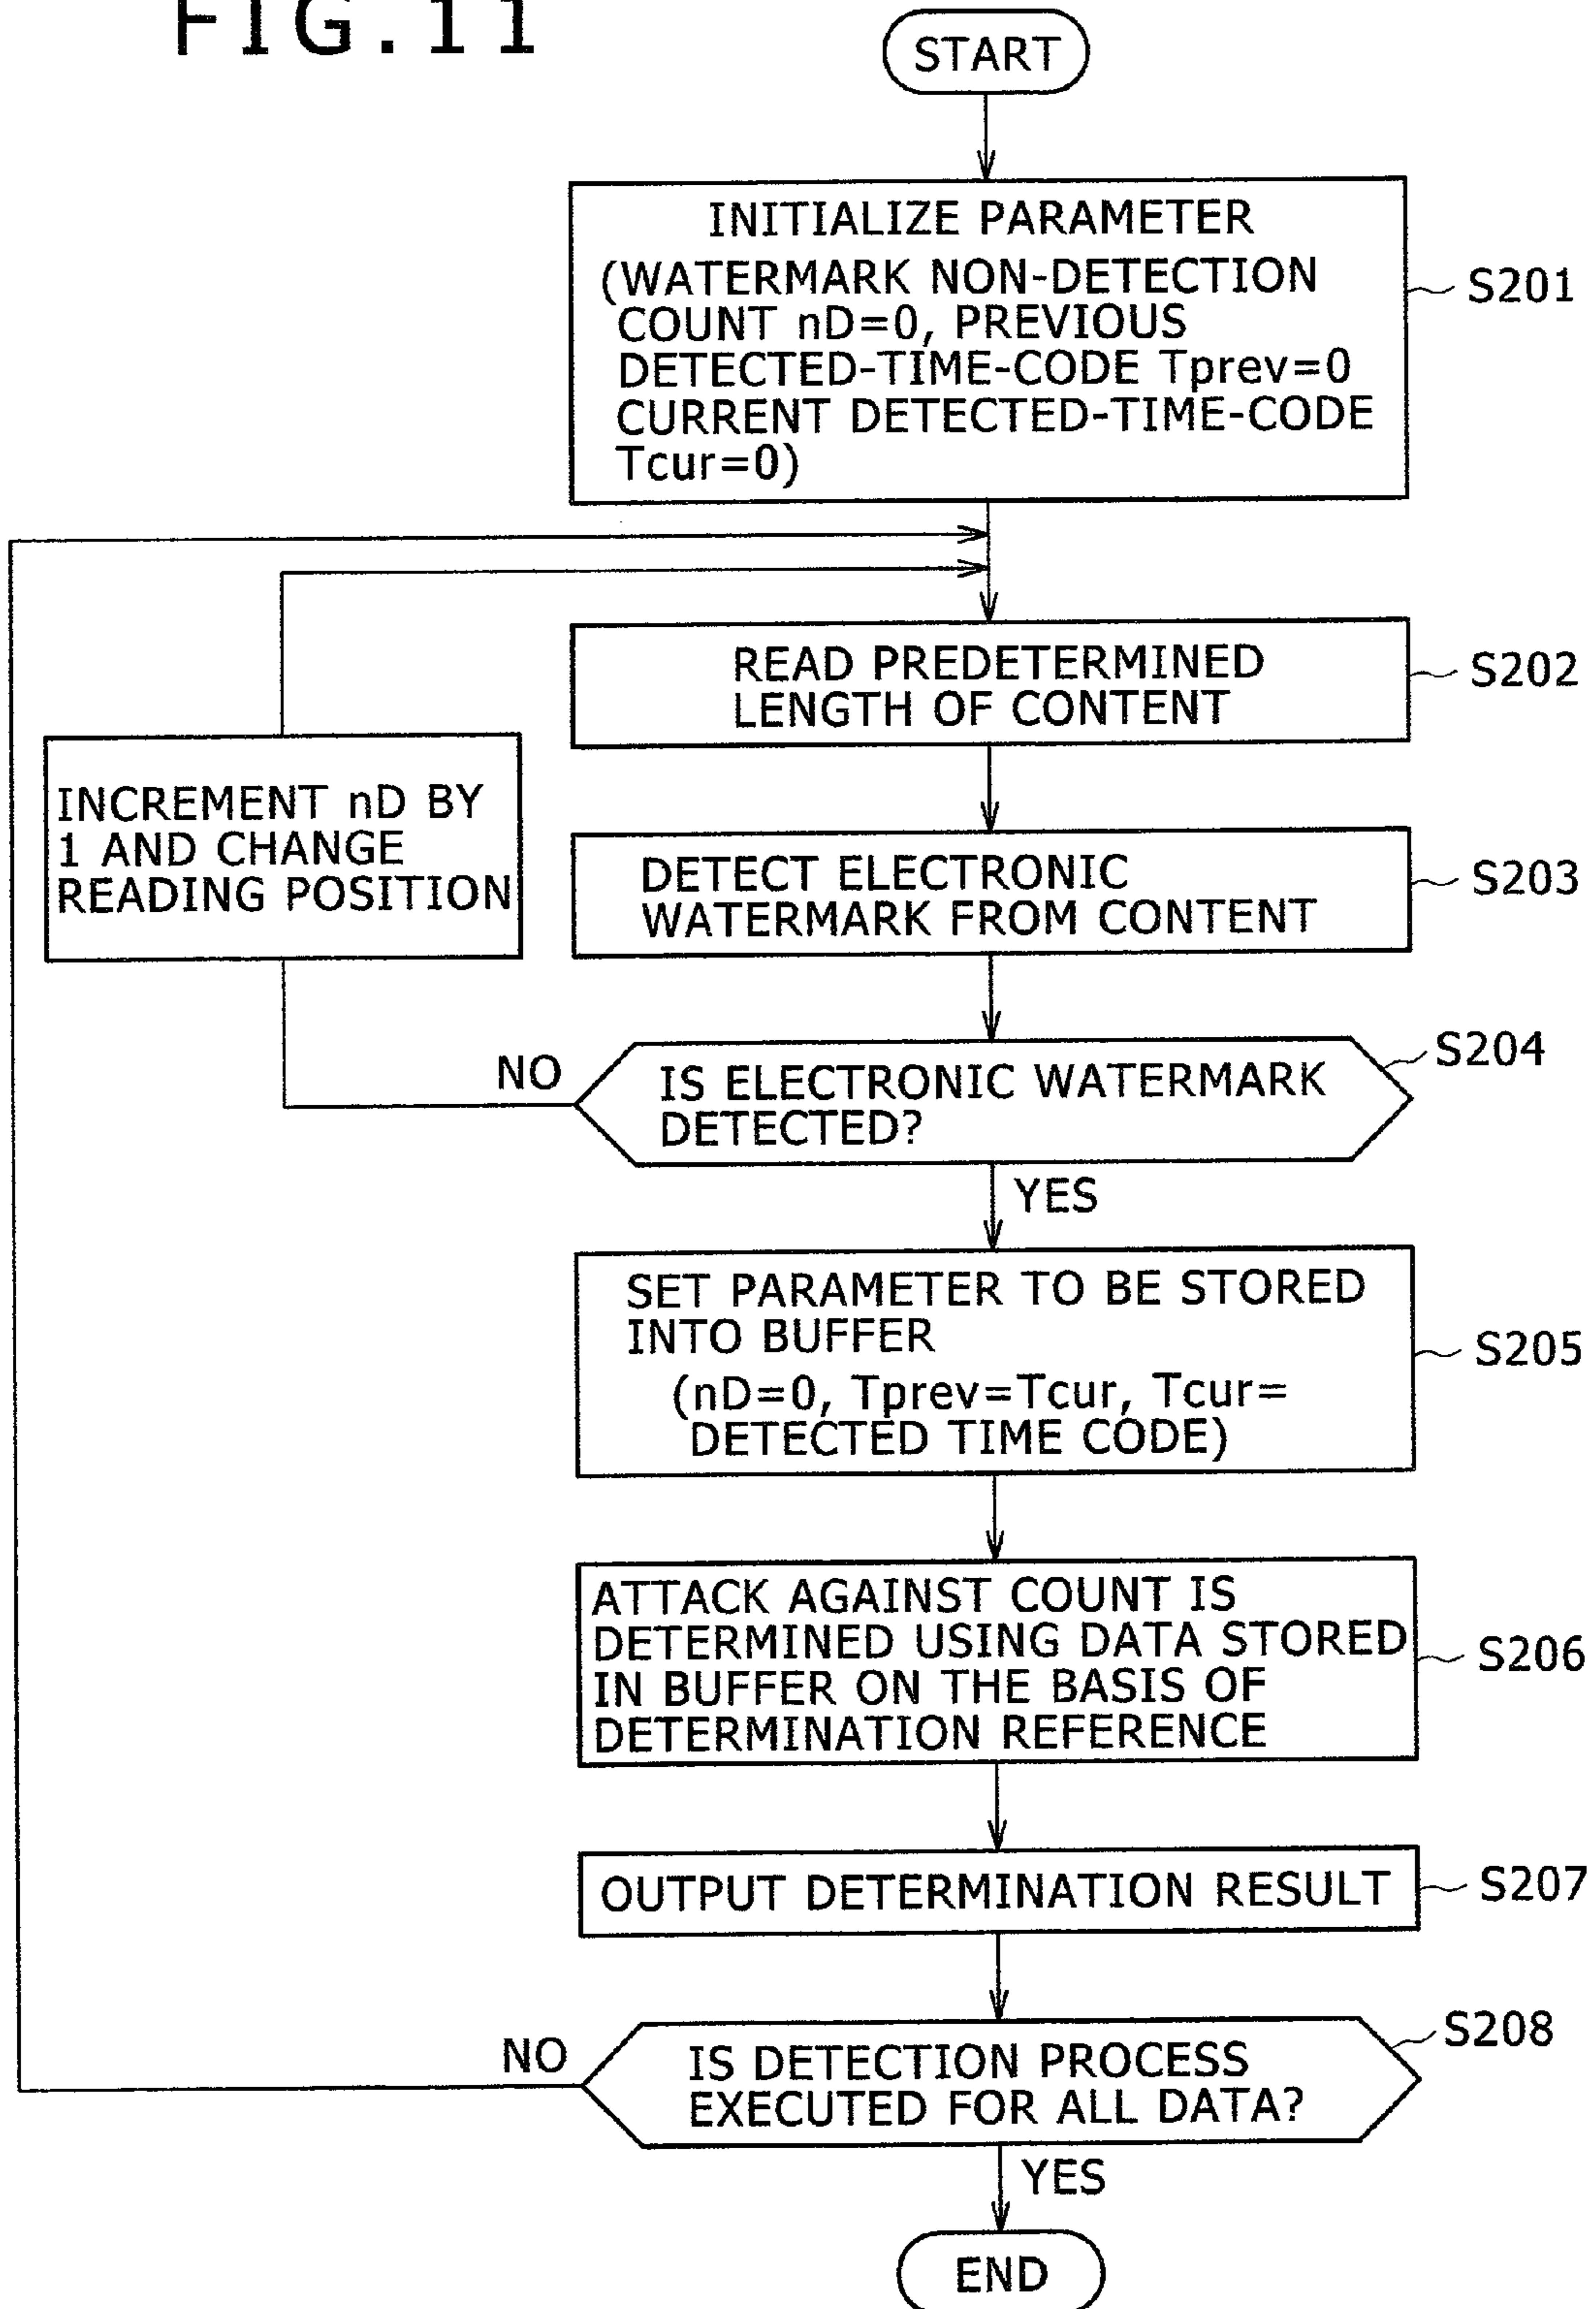 FIG.11
START
INITIALIZE PARAMETER
(WATERMARK NON-DETECTION
COUNT nD=0, PREVIOUS
DETECTED-TIME-CODE Tprev=0
CURRENT DETECTED-TIME-CODE
Tcur=0)
S201
READ PREDETERMINED
LENGTH OF CONTENT
S202
INCREMENT nD BY
1 AND CHANGE
READING POSITION
DETECT ELECTRONIC
WATERMARK FROM CONTENT
S203
NO
IS ELECTRONIC WATERMARK
DETECTED?
S204
YES
SET PARAMETER TO BE STORED
INTO BUFFER
(nD=0, Tprev=Tcur, Tcur=
DETECTED TIME CODE)
S205
ATTACK AGAINST COUNT IS
DETERMINED USING DATA STORED
IN BUFFER ON THE BASIS OF
DETERMINATION REFERENCE
S206
OUTPUT DETERMINATION RESULT
S207
NO
IS DETECTION PROCESS
EXECUTED FOR ALL DATA?
S208
YES
END